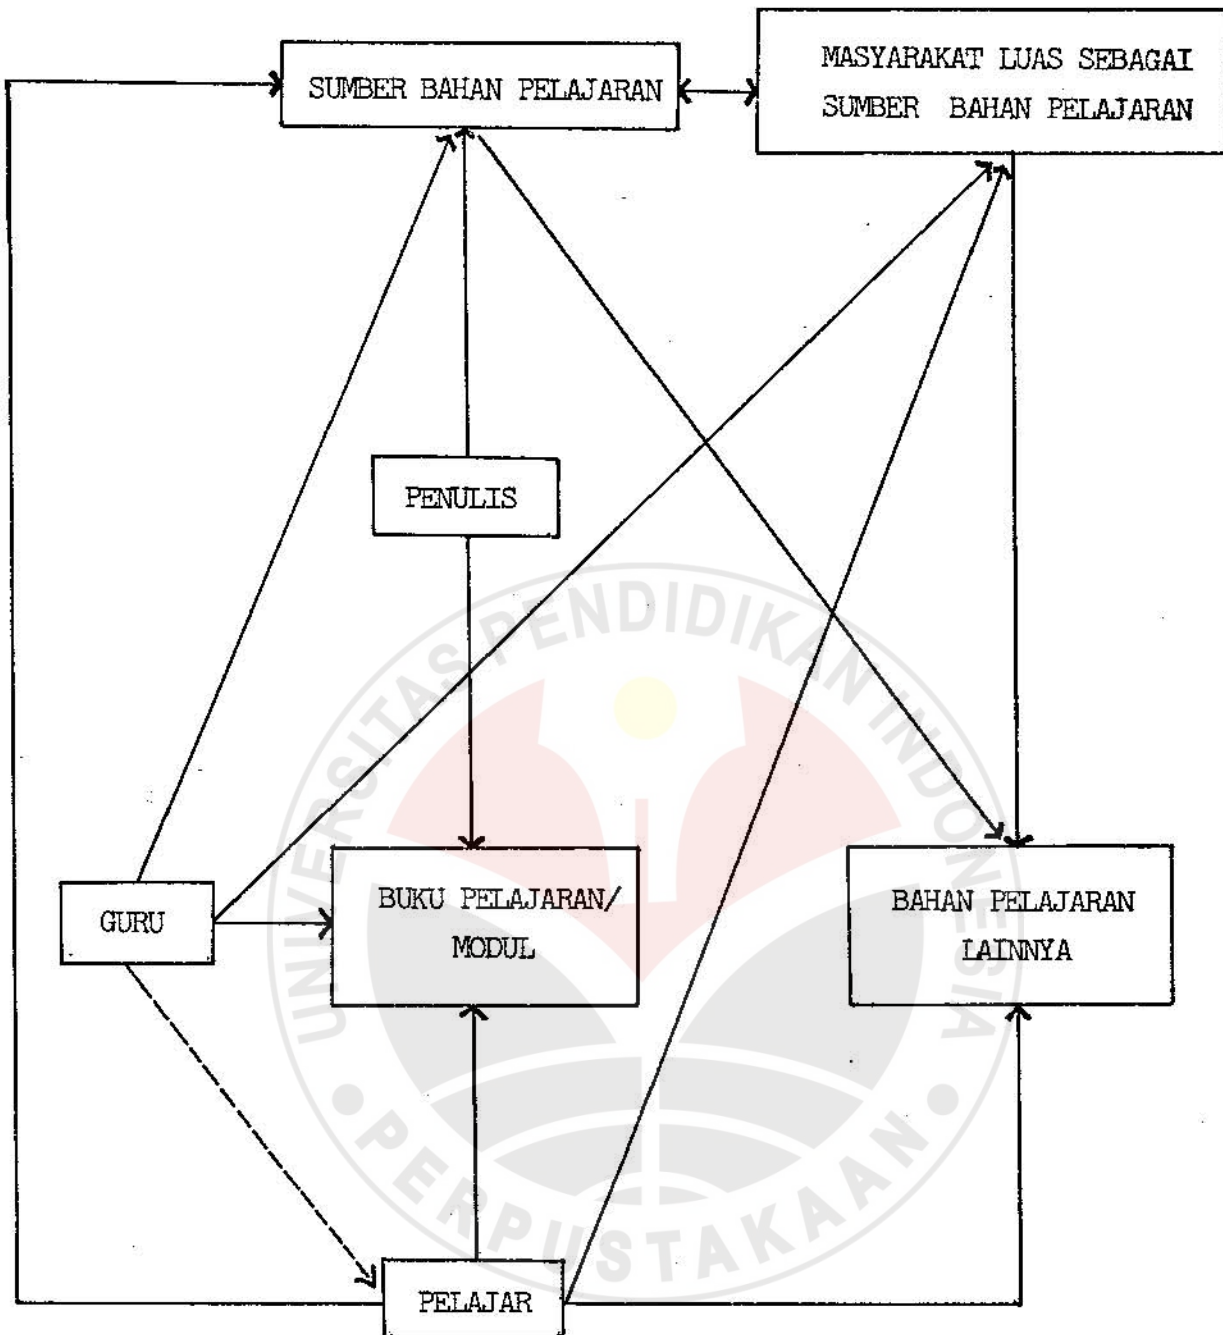 SUMBER BAHAN PELAJARAN
MASYARAKAT LUAS SEBAGAI
SUMBER BAHAN PELAJARAN
PENULIS
GURU
BUKU PELAJARAN/
MODUL
BAHAN PELAJARAN
LAINNYA
PELAJAR
UNIVERSITAS PENDIDIKAN INDONESIA
PERPUSTAKAAN